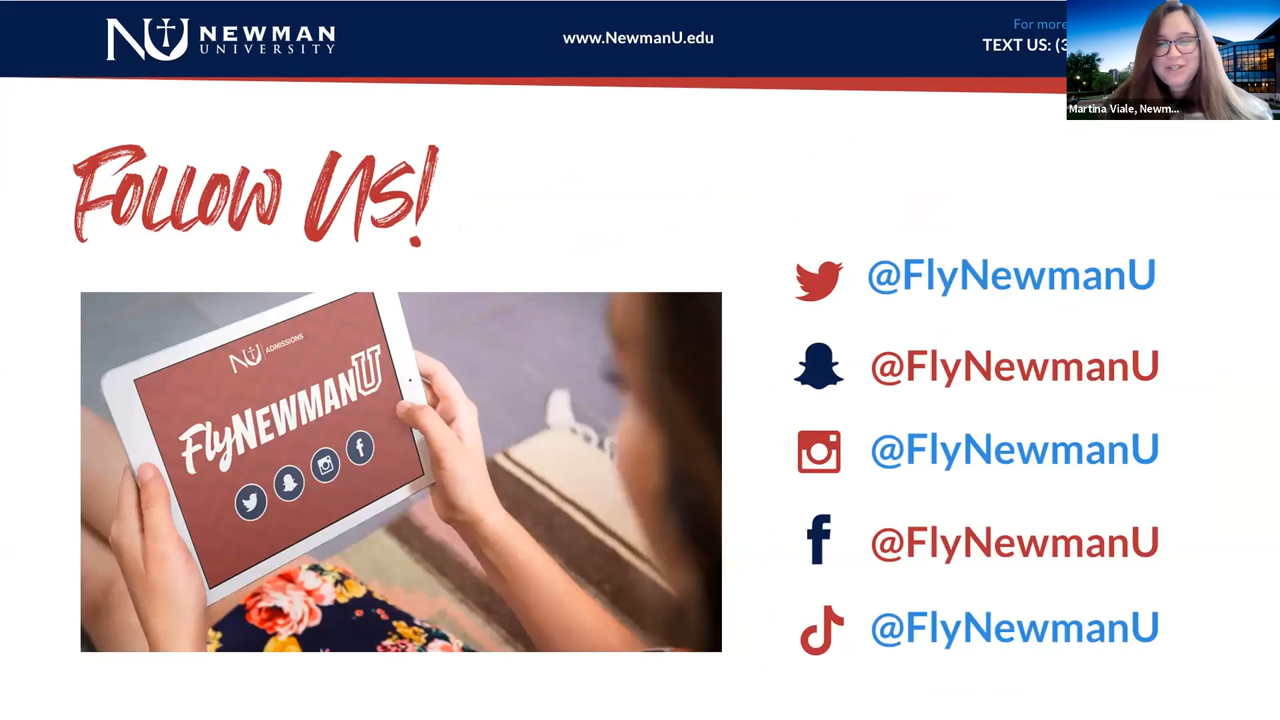 NU NEWMAN
UNIVERSITY
www.NewmanU.edu
For more
TEXT US: (3
Martina Viale, Newm...
Follow Us!
NU ADMISSIONS
FlyNEWMANU
@FlyNewmanU
@FlyNewmanU
@FlyNewmanU
@FlyNewmanU
@FlyNewmanU